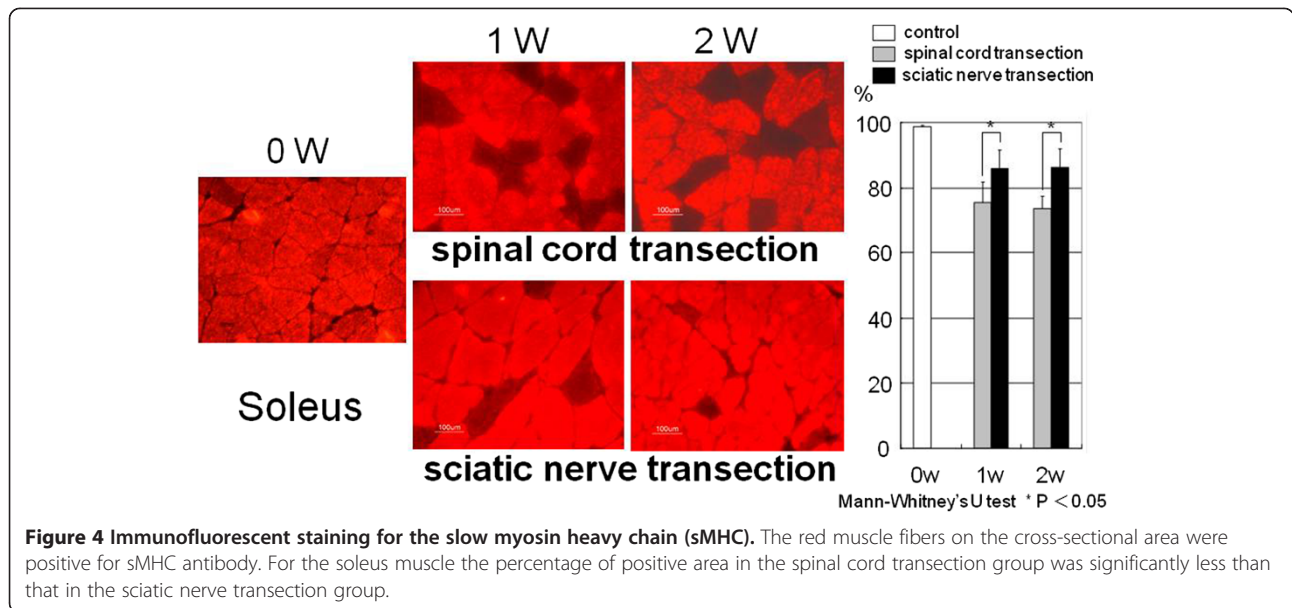 1 W
2 W
0 W
100um
100um
spinal cord transection
Soleus
100um
100um
sciatic nerve transection
control
spinal cord transection
sciatic nerve transection
%
100
80
60
40
20
0
*
*
0w
1w
2w
Mann-Whitney's U test * P < 0.05
Figure 4 Immunofluorescent staining for the slow myosin heavy chain (sMHC). The red muscle fibers on the cross-sectional area were
positive for sMHC antibody. For the soleus muscle the percentage of positive area in the spinal cord transection group was significantly less than
that in the sciatic nerve transection group.